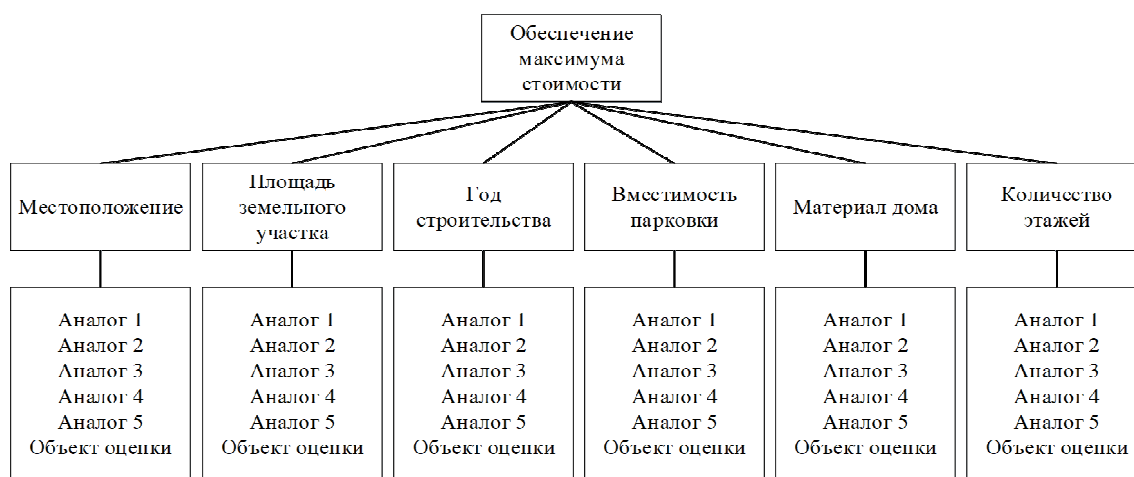 Обеспечение
максимума
стоимости
Местоположение
Площадь
земельного
участка
Год
строительства
Вместимость
парковки
Материал дома
Количество
этажей
Аналог 1
Аналог 2
Аналог 3
Аналог 4
Аналог 5
Объект оценки
Аналог 1
Аналог 2
Аналог 3
Аналог 4
Аналог 5
Объект оценки
Аналог 1
Аналог 2
Аналог 3
Аналог 4
Аналог 5
Объект оценки
Аналог 1
Аналог 2
Аналог 3
Аналог 4
Аналог 5
Объект оценки
Аналог 1
Аналог 2
Аналог 3
Аналог 4
Аналог 5
Объект оценки
Аналог 1
Аналог 2
Аналог 3
Аналог 4
Аналог 5
Объект оценки